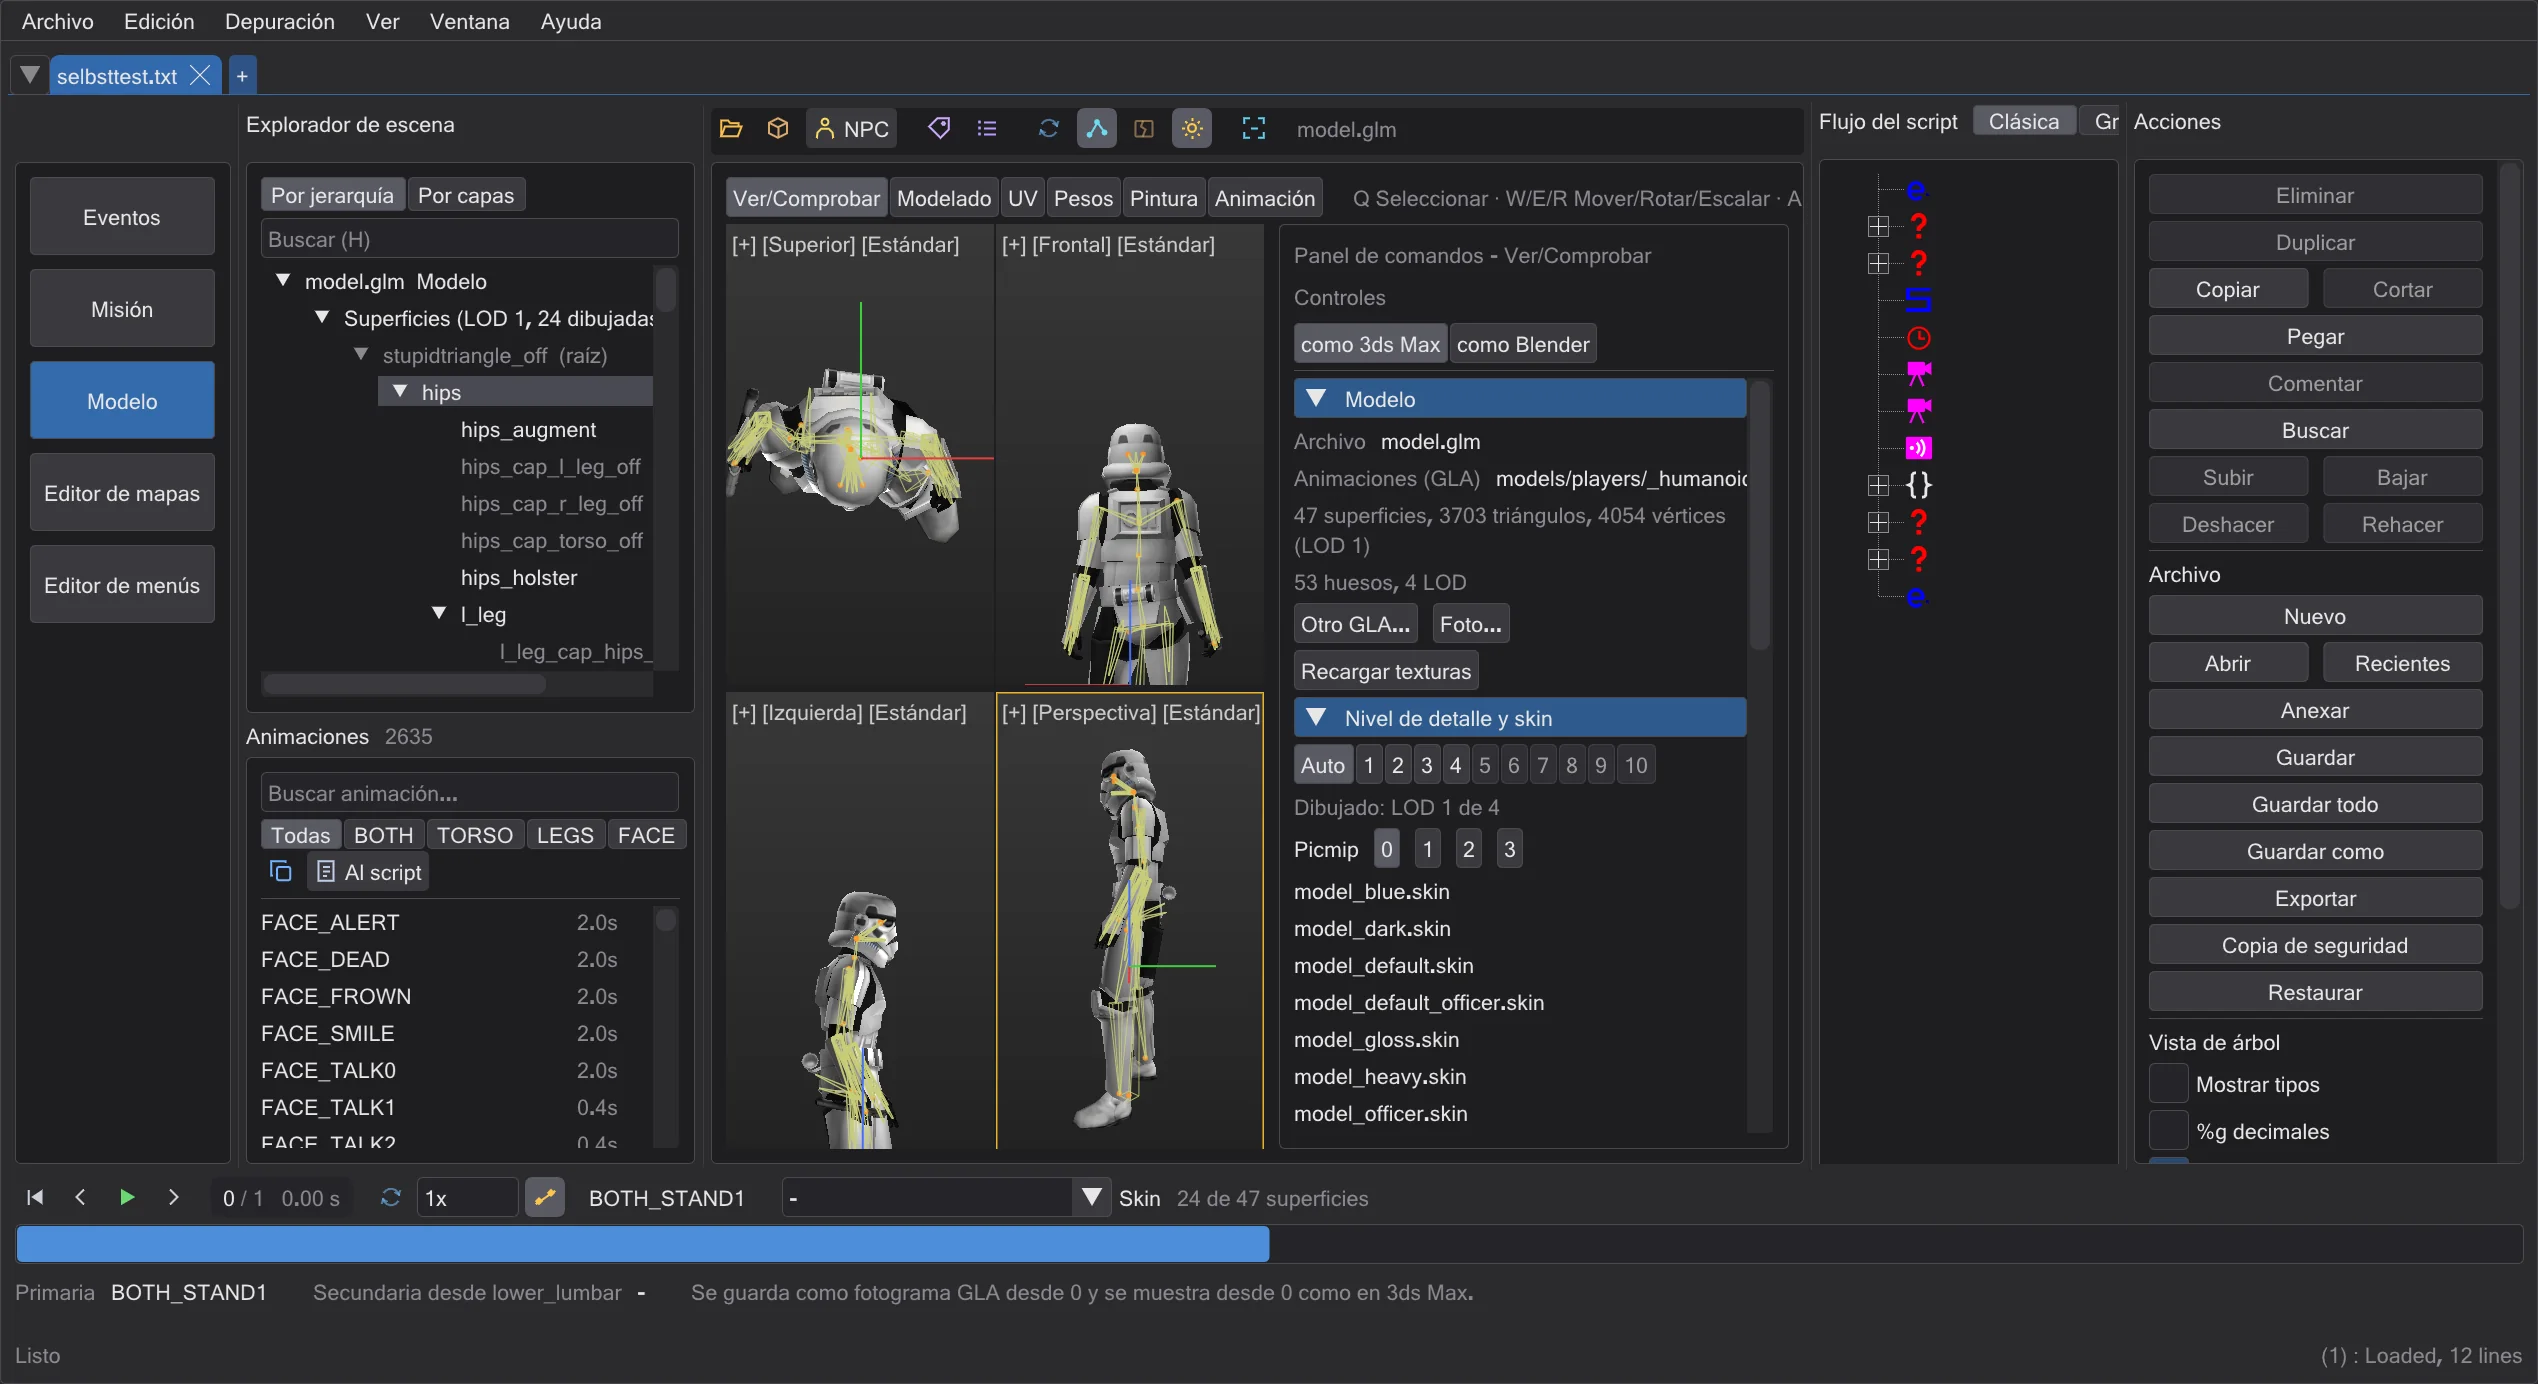 Archivo Edición Depuración Ver Ventana Ayuda
selbsttest.txt +
Eventos
Misión
Modelo
Editor de mapas
Editor de menús
Explorador de escena
Por jerarquía Por capas
Buscar (H)
model.glm Modelo
Superficies (LOD 1, 24 dibujadas
stupidtriangle_off (raíz)
hips
hips_augment
hips_cap_l_leg_off
hips_cap_r_leg_off
hips_cap_torso_off
hips_holster
l_leg
l_leg_cap_hips_
Animaciones 2635
Buscar animación...
Todas BOTH TORSO LEGS FACE
AI script
FACE_ALERT 2.0s
FACE_DEAD 2.0s
FACE_FROWN 2.0s
FACE_SMILE 2.0s
FACE_TALK0 2.0s
FACE_TALK1 0.4s
FACE_TALK2 0.4s
NPC model.glm
Ver/Comprobar Modelado UV Pesos Pintura Animación Q Seleccionar · W/E/R Mover/Rotar/Escalar · A
[+] [Superior] [Estándar]
[+] [Frontal] [Estándar]
[+] [Izquierda] [Estándar]
[+] [Perspectiva] [Estándar]
Panel de comandos - Ver/Comprobar
Controles
como 3ds Max como Blender
Modelo
Archivo model.glm
Animaciones (GLA) models/players/_humanoid
47 superficies, 3703 triángulos, 4054 vértices
(LOD 1)
53 huesos, 4 LOD
Otro GLA... Foto...
Recargar texturas
Nivel de detalle y skin
Auto 1 2 3 4 5 6 7 8 9 10
Dibujado: LOD 1 de 4
Picmip 0 1 2 3
model_blue.skin
model_dark.skin
model_default.skin
model_default_officer.skin
model_gloss.skin
model_heavy.skin
model_officer.skin
Flujo del script Clásica Gr
e
?
?
S
{}
?
?
e
Acciones
Eliminar
Duplicar
Copiar Cortar
Pegar
Comentar
Buscar
Subir Bajar
Deshacer Rehacer
Archivo
Nuevo
Abrir Recientes
Anexar
Guardar
Guardar todo
Guardar como
Exportar
Copia de seguridad
Restaurar
Vista de árbol
Mostrar tipos
%g decimales
0 / 1 0.00 s 1x BOTH_STAND1 - Skin 24 de 47 superficies
Primaria BOTH_STAND1 Secundaria desde lower_lumbar - Se guarda como fotograma GLA desde 0 y se muestra desde 0 como en 3ds Max.
Listo (1) : Loaded, 12 lines